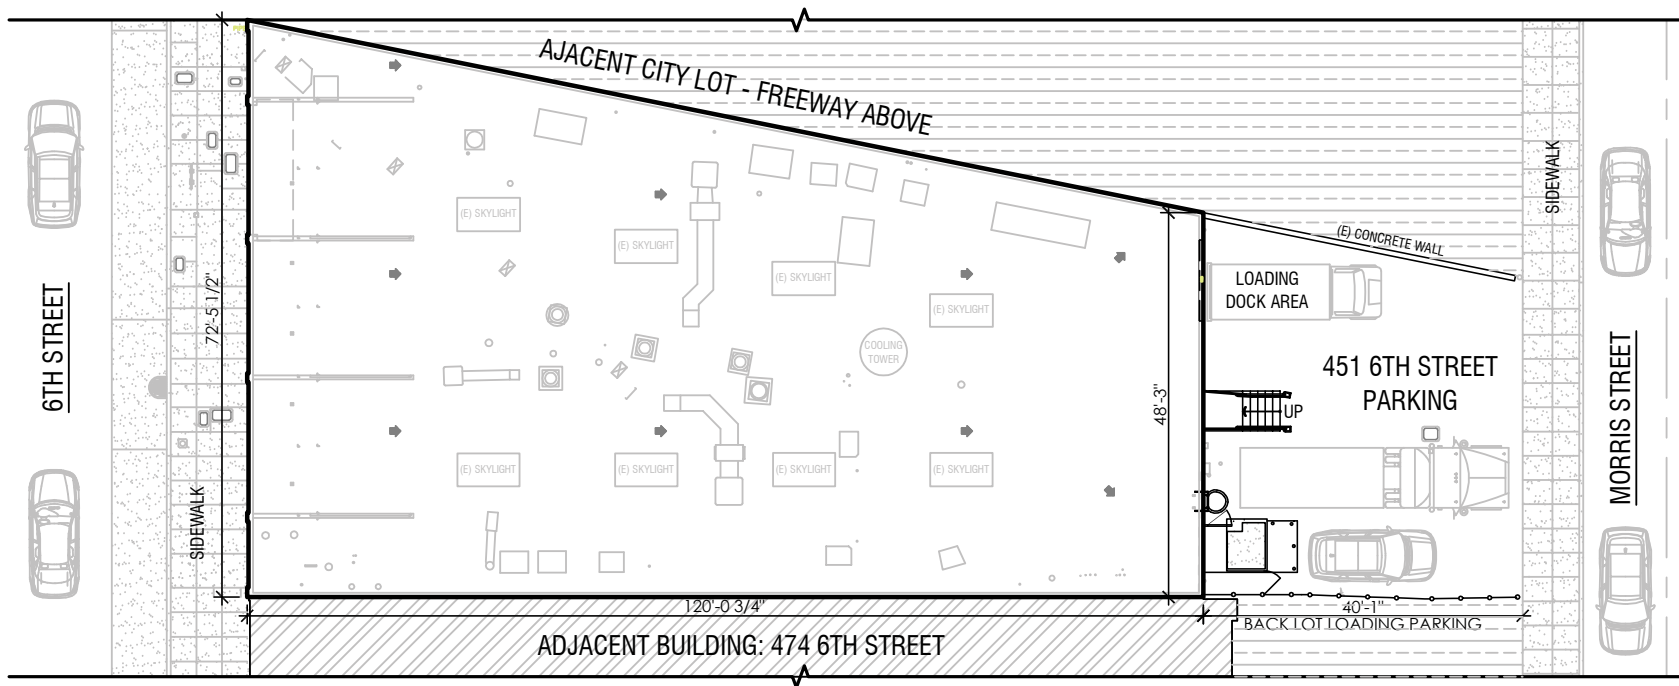 AJACENT CITY LOT - FREEWAY ABOVE
SIDEWALK
(E) SKYLIGHT
(E) SKYLIGHT
(E) CONCRETE WALL
(E) SKYLIGHT
LOADING
DOCK AREA
(E) SKYLIGHT
6TH STREET
72'-5 1/2"
COOLING
TOWER
451 6TH STREET
PARKING
48'-3"
UP
MORRIS STREET
(E) SKYLIGHT
(E) SKYLIGHT
(E) SKYLIGHT
(E) SKYLIGHT
SIDEWALK
120'-0 3/4"
40'-1"
BACK LOT LOADING PARKING
ADJACENT BUILDING: 474 6TH STREET